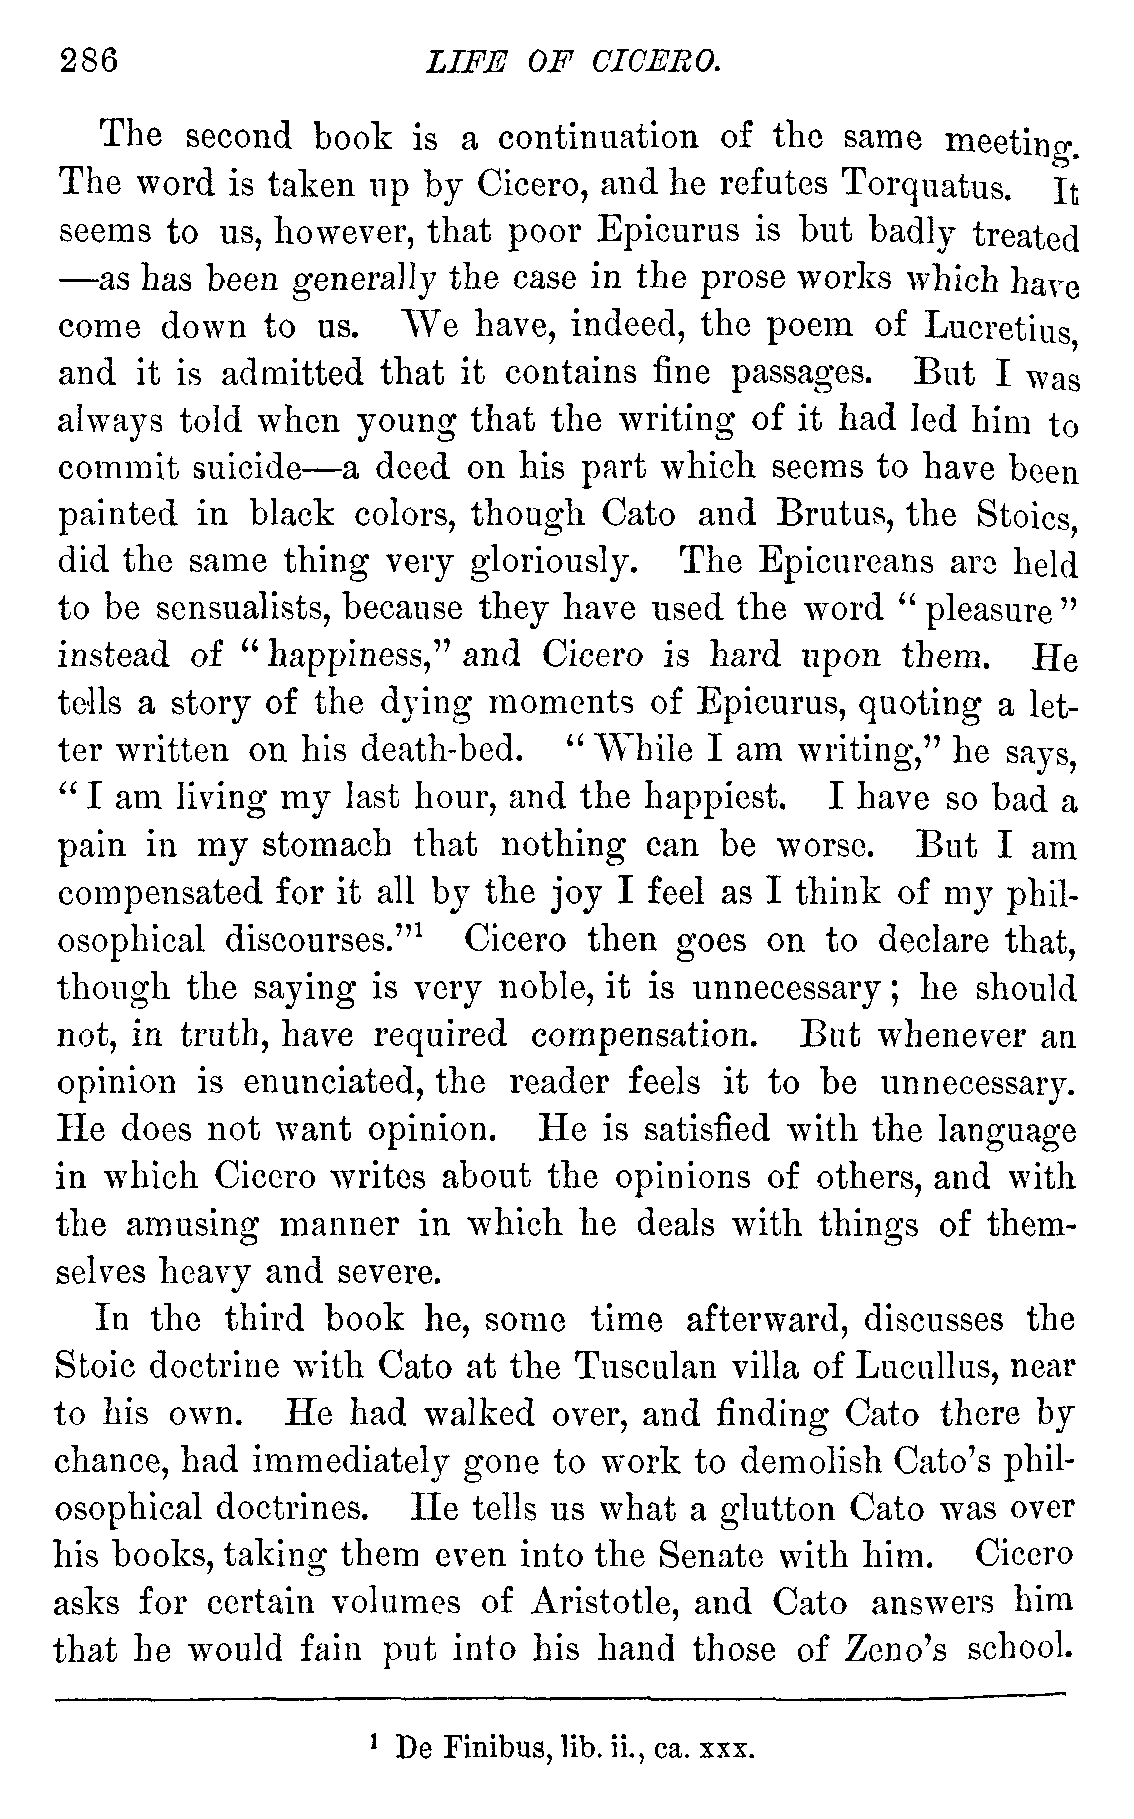 286 LIFE OF CICERO.
The second book is a continuation of the same meeting.
The word is taken up by Cicero, and he refutes Torquatus. It
seems to us, however, that poor Epicurus is but badly treated
—as has been generally the case in the prose works which have
come down to us. We have, indeed, the poem of Lucretius,
and it is admitted that it contains fine passages. But I was
always told when young that the writing of it had led him to
commit suicide—a deed on his part which seems to have been
painted in black colors, though Cato and Brutus, the Stoics,
did the same thing very gloriously. The Epicureans are held
to be sensualists, because they have used the word “pleasure”
instead of “happiness,” and Cicero is hard upon them. He
tells a story of the dying moments of Epicurus, quoting a let-
ter written on his death-bed. “While I am writing,” he says,
“I am living my last hour, and the happiest. I have so bad a
pain in my stomach that nothing can be worse. But I am
compensated for it all by the joy I feel as I think of my phil-
osophical discourses.”¹ Cicero then goes on to declare that,
though the saying is very noble, it is unnecessary; he should
not, in truth, have required compensation. But whenever an
opinion is enunciated, the reader feels it to be unnecessary.
He does not want opinion. He is satisfied with the language
in which Cicero writes about the opinions of others, and with
the amusing manner in which he deals with things of them-
selves heavy and severe.
In the third book he, some time afterward, discusses the
Stoic doctrine with Cato at the Tusculan villa of Lucullus, near
to his own. He had walked over, and finding Cato there by
chance, had immediately gone to work to demolish Cato’s phil-
osophical doctrines. He tells us what a glutton Cato was over
his books, taking them even into the Senate with him. Cicero
asks for certain volumes of Aristotle, and Cato answers him
that he would fain put into his hand those of Zeno’s school.
¹ De Finibus, lib. ii., ca. xxx.